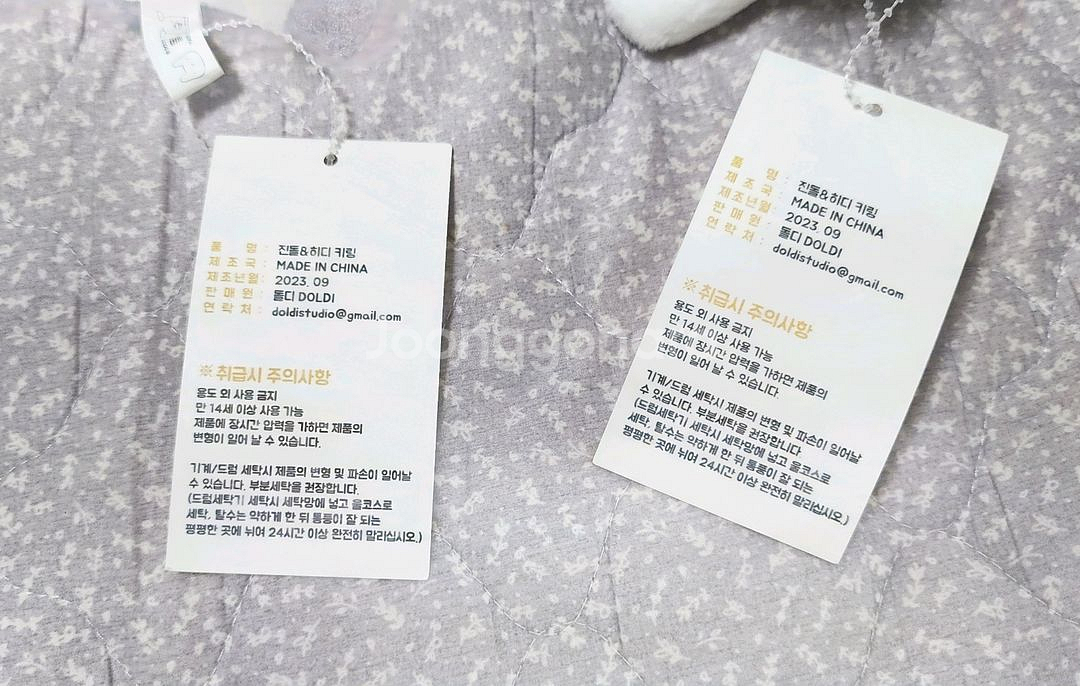 품 명 : 진돌&히디 키링
제 조 국 : MADE IN CHINA
제조년월 : 2023. 09
판 매 원 : 돌디 DOLDI
연 락 처 : doldistudio@gmail.com
※ 취급시 주의사항
용도 외 사용 금지
만 14세 이상 사용 가능
제품에 장시간 압력을 가하면 제품의
변형이 일어 날 수 있습니다.
기계/드럼 세탁시 제품의 변형 및 파손이 일어날
수 있습니다. 부분세탁을 권장합니다.
(드럼세탁기 세탁시 세탁망에 넣고 울코스로
세탁, 탈수는 약하게 한 뒤 통풍이 잘 되는
평평한 곳에 뉘여 24시간 이상 완전히 말리십시오.)
품 명 : 진돌&히디 키링
제 조 국 : MADE IN CHINA
제조년월 : 2023. 09
판 매 원 : 돌디 DOLDI
연 락 처 : doldistudio@gmail.com
※ 취급시 주의사항
용도 외 사용 금지
만 14세 이상 사용 가능
제품에 장시간 압력을 가하면 제품의
변형이 일어 날 수 있습니다.
기계/드럼 세탁시 제품의 변형 및 파손이 일어날
수 있습니다. 부분세탁을 권장합니다.
(드럼세탁기 세탁시 세탁망에 넣고 울코스로
세탁, 탈수는 약하게 한 뒤 통풍이 잘 되는
평평한 곳에 뉘여 24시간 이상 완전히 말리십시오.)